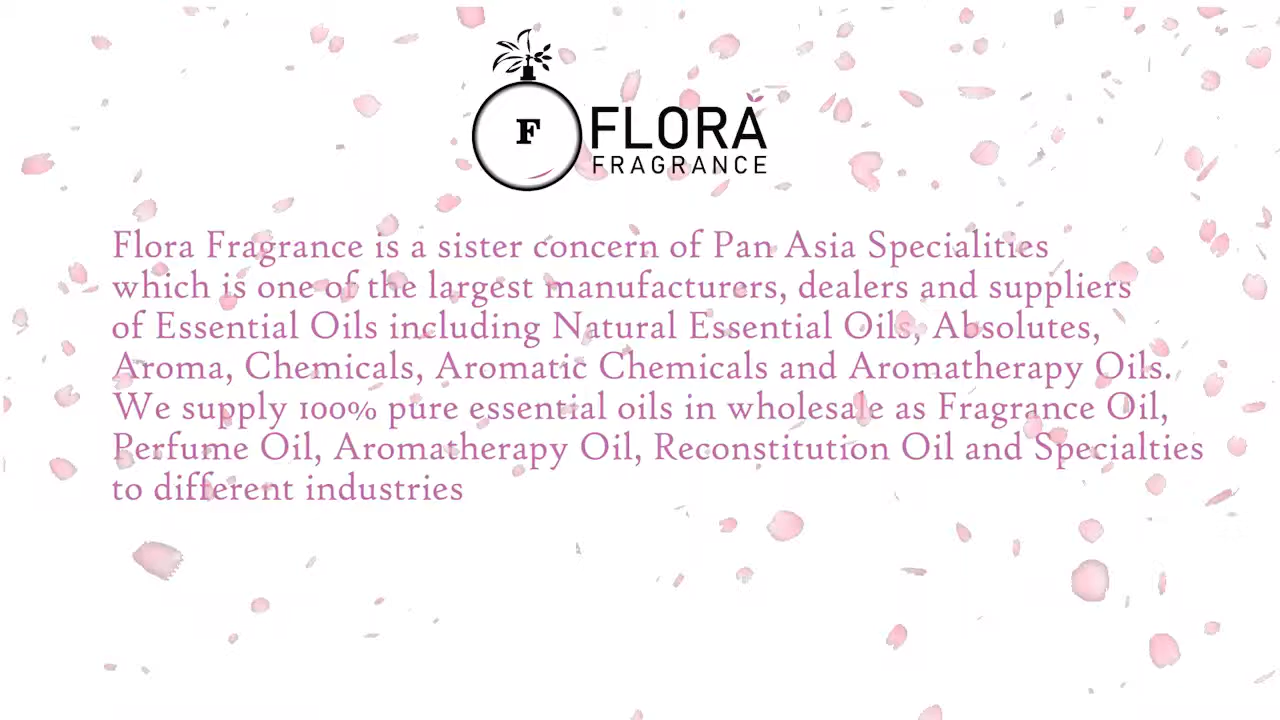 F
FLORA
FRAGRANCE
Flora Fragrance is a sister concern of Pan Asia Specialities
which is one of the largest manufacturers, dealers and suppliers
of Essential Oils including Natural Essential Oils, Absolutes,
Aroma, Chemicals, Aromatic Chemicals and Aromatherapy Oils.
We supply 100% pure essential oils in wholesale as Fragrance Oil,
Perfume Oil, Aromatherapy Oil, Reconstitution Oil and Specialties
to different industries